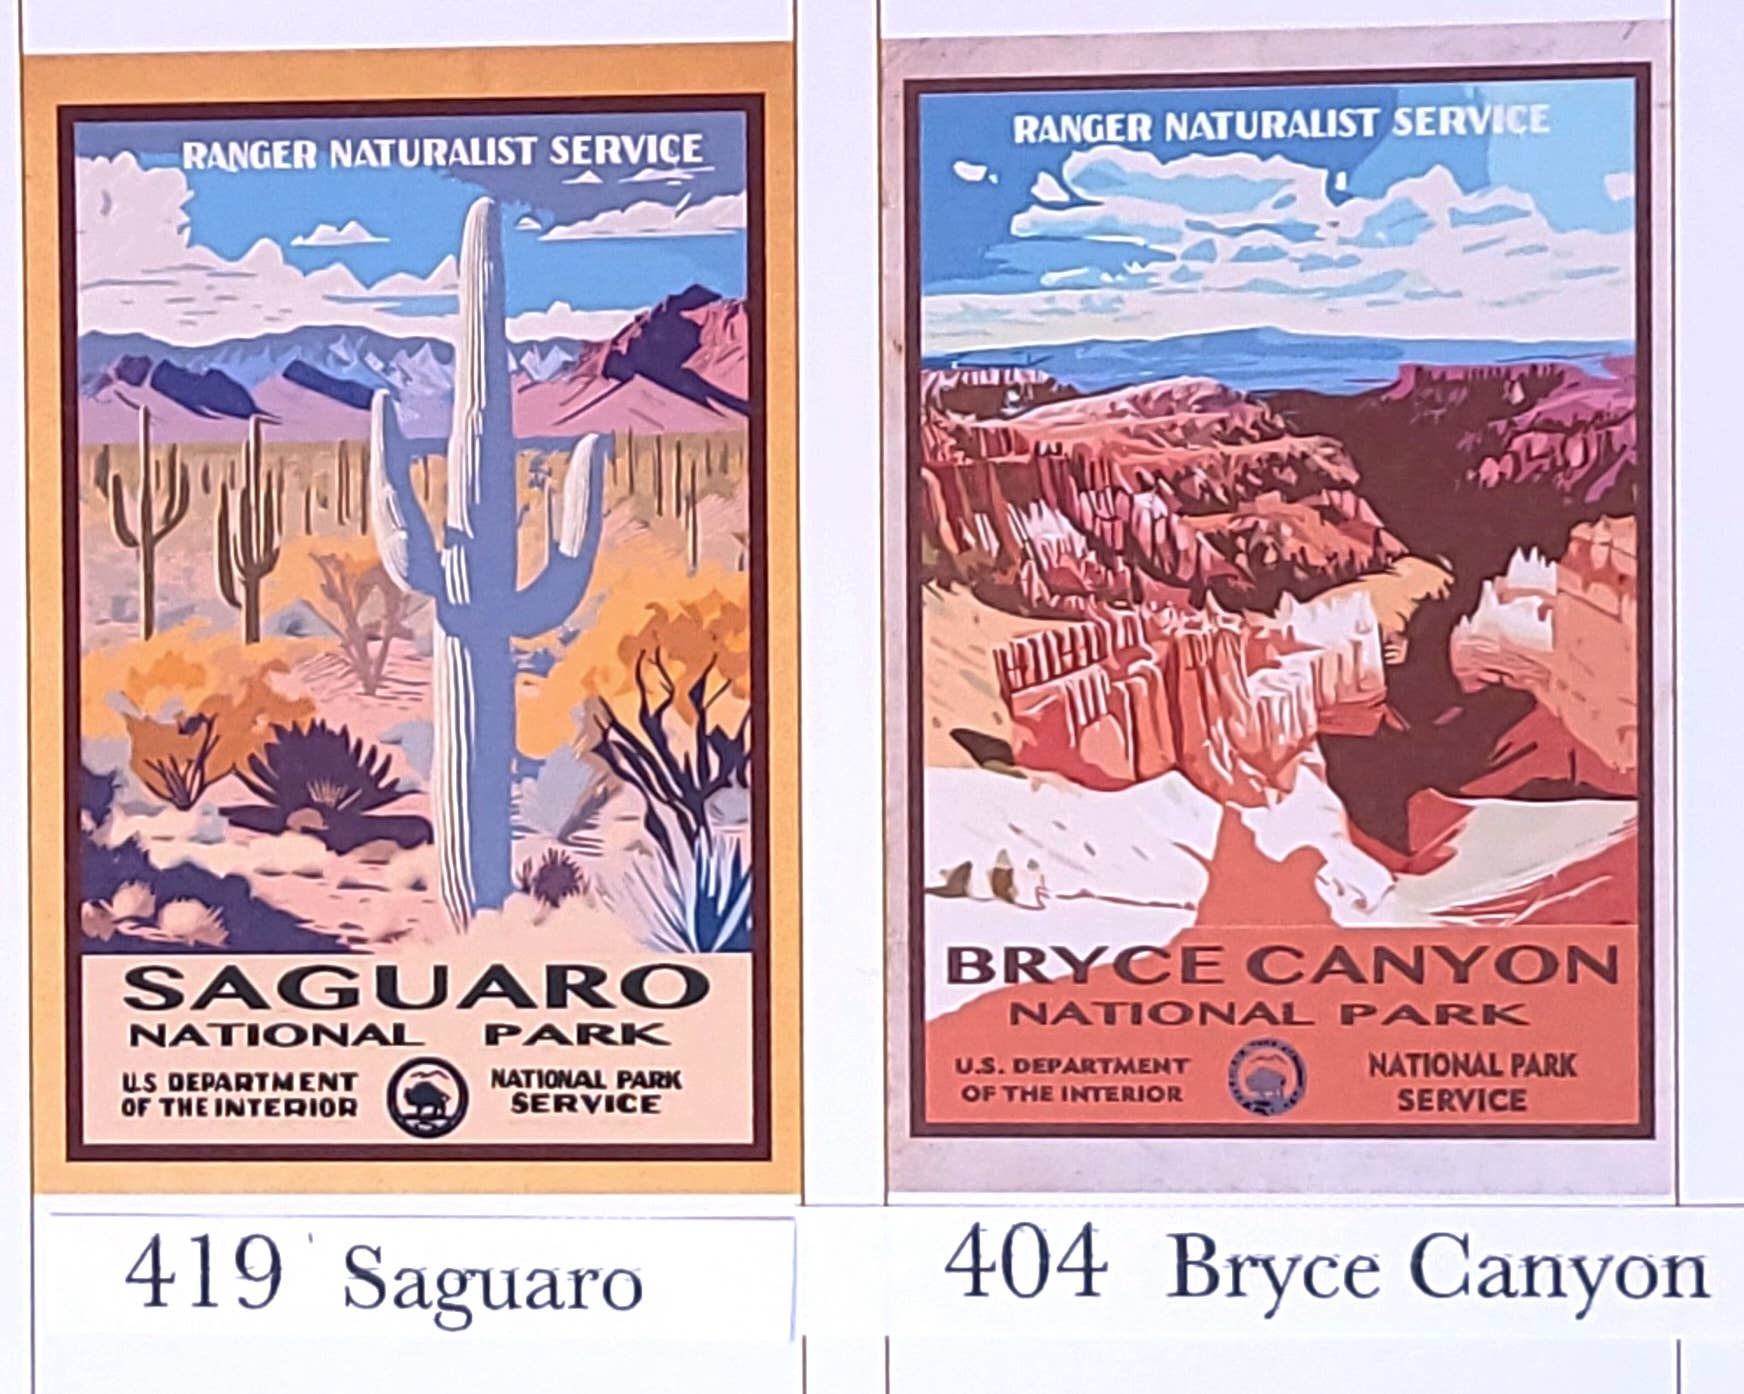 RANGER NATURALIST SERVICE
SAGUARO
NATIONAL PARK
U.S DEPARTMENT
OF THE INTERIOR
NATIONAL PARK
SERVICE
419 Saguaro
RANGER NATURALIST SERVICE
BRYCE CANYON
NATIONAL PARK
U.S. DEPARTMENT
OF THE INTERIOR
NATIONAL PARK
SERVICE
404 Bryce Canyon